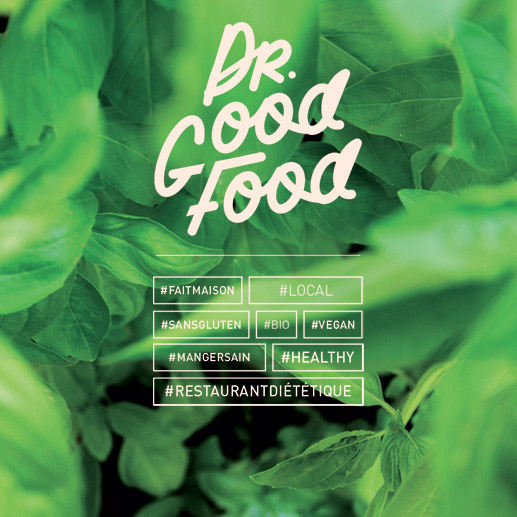 DR.
Good
Food
#FAITMAISON #LOCAL
#SANSGLUTEN #BIO #VEGAN
#MANGERSAIN #HEALTHY
#RESTAURANTDIÉTÉTIQUE